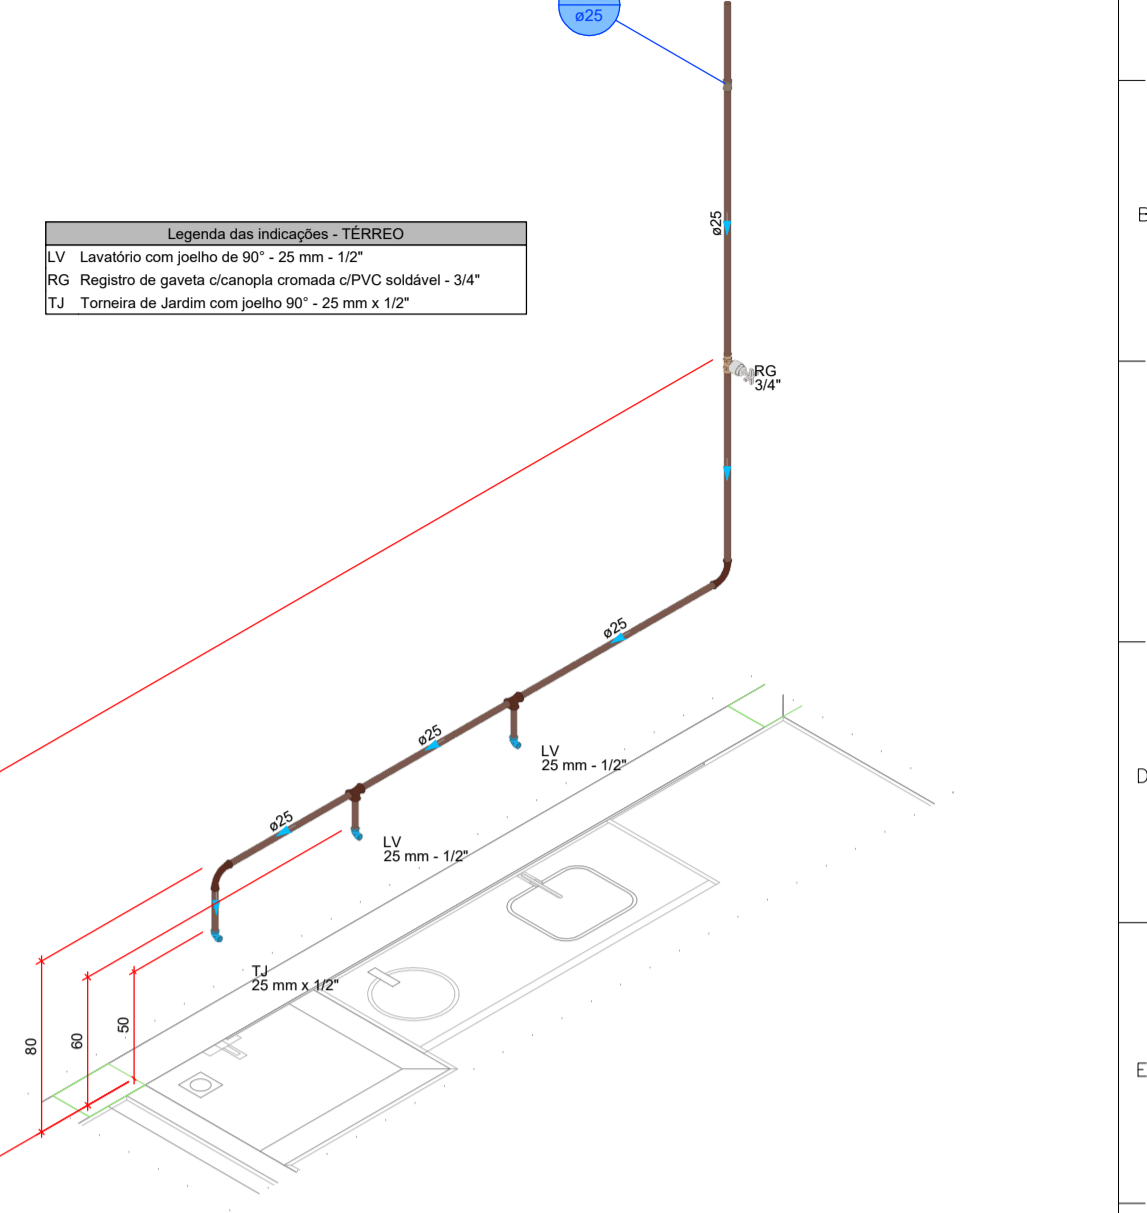 ø25
B
ø25
Legenda das indicações - TÉRREO
LV Lavatório com joelho de 90° - 25 mm - 1/2"
RG Registro de gaveta c/canopla cromada c/PVC soldável - 3/4"
TJ Torneira de Jardim com joelho 90° - 25 mm x 1/2"
RG
3/4"
ø25
ø25
LV
25 mm - 1/2"
D
ø25
LV
25 mm - 1/2"
TJ
25 mm x 1/2"
80
60
50
E